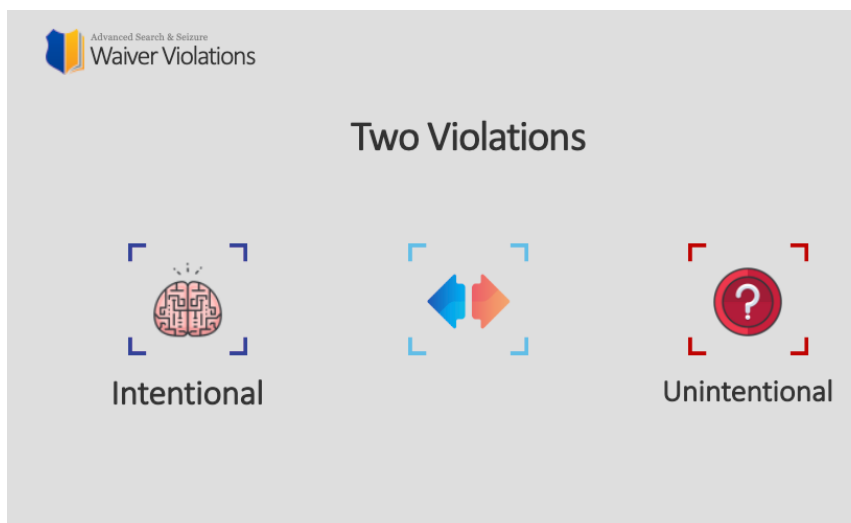 Advanced Search & Seizure
Waiver Violations
Two Violations
Intentional
?
Unintentional